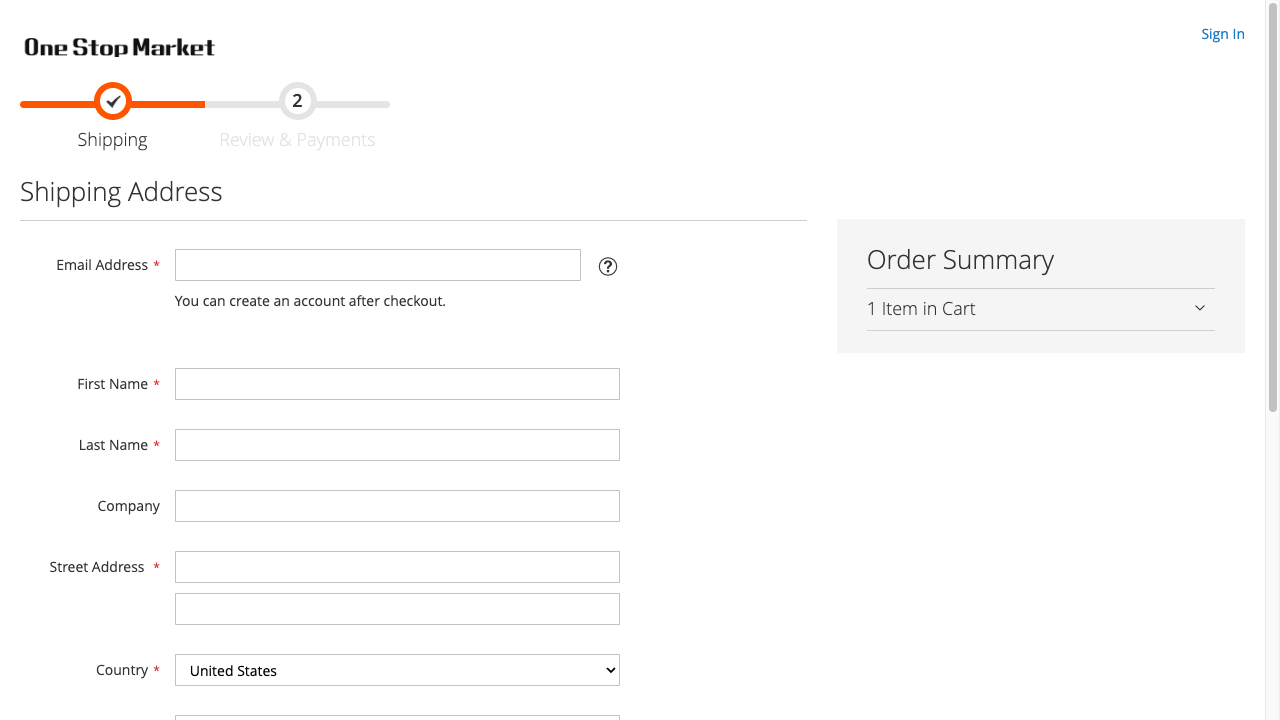 Sign In
One Stop Market
2
Shipping
Review & Payments
Shipping Address
Email Address *
You can create an account after checkout.
Order Summary
1 Item in Cart
First Name *
Last Name *
Company
Street Address *
Country *
United States